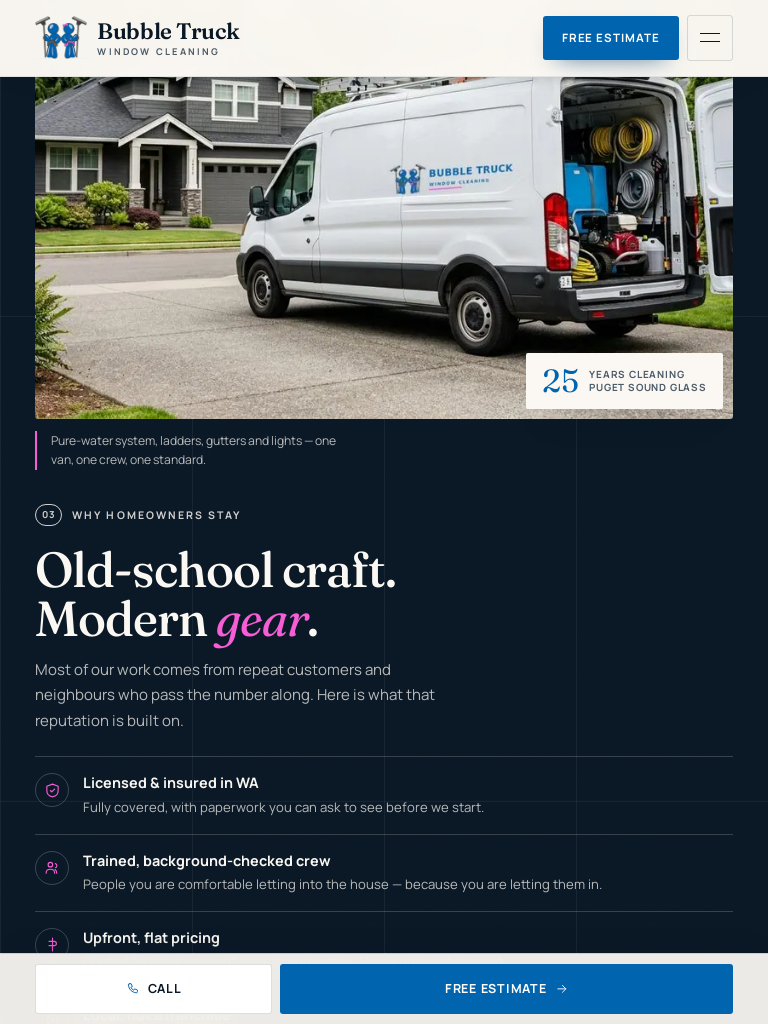 Bubble Truck
WINDOW CLEANING
FREE ESTIMATE
BUBBLE TRUCK
WINDOW CLEANING
25
YEARS CLEANING
PUGET SOUND GLASS
Pure-water system, ladders, gutters and lights — one
van, one crew, one standard.
03
WHY HOMEOWNERS STAY
Old-school craft.
Modern gear.
Most of our work comes from repeat customers and
neighbours who pass the number along. Here is what that
reputation is built on.
Licensed & insured in WA
Fully covered, with paperwork you can ask to see before we start.
Trained, background-checked crew
People you are comfortable letting into the house — because you are letting them in.
Upfront, flat pricing
CALL
FREE ESTIMATE